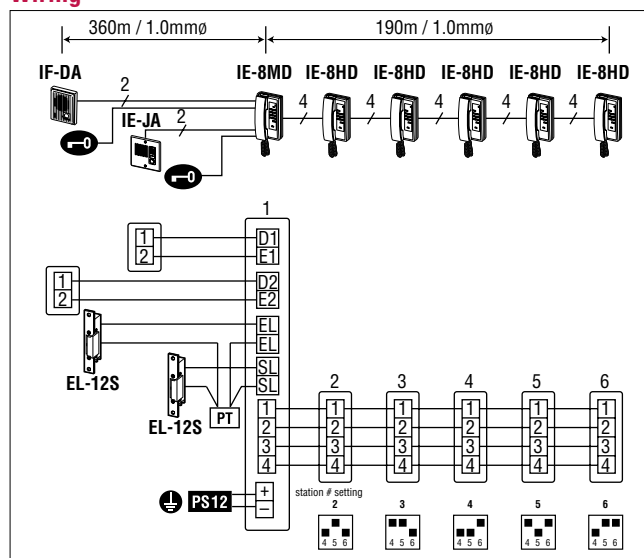 Wiring
360m / 1.0mmø 190m / 1.0mmø
IF-DA IE-8MD IE-8HD IE-8HD IE-8HD IE-8HD IE-8HD
2 4 4 4 4 4
IE-JA 2
1
1 D1
2 E1
1 D2
2 E2
EL
EL
SL
SL
EL-12S
EL-12S PT
2 3 4 5 6
1 1 1 1 1 1
2 2 2 2 2 2
3 3 3 3 3 3
4 4 4 4 4 4
PS12 + –
station # setting
2 3 4 5 6
4 5 6 4 5 6 4 5 6 4 5 6 4 5 6